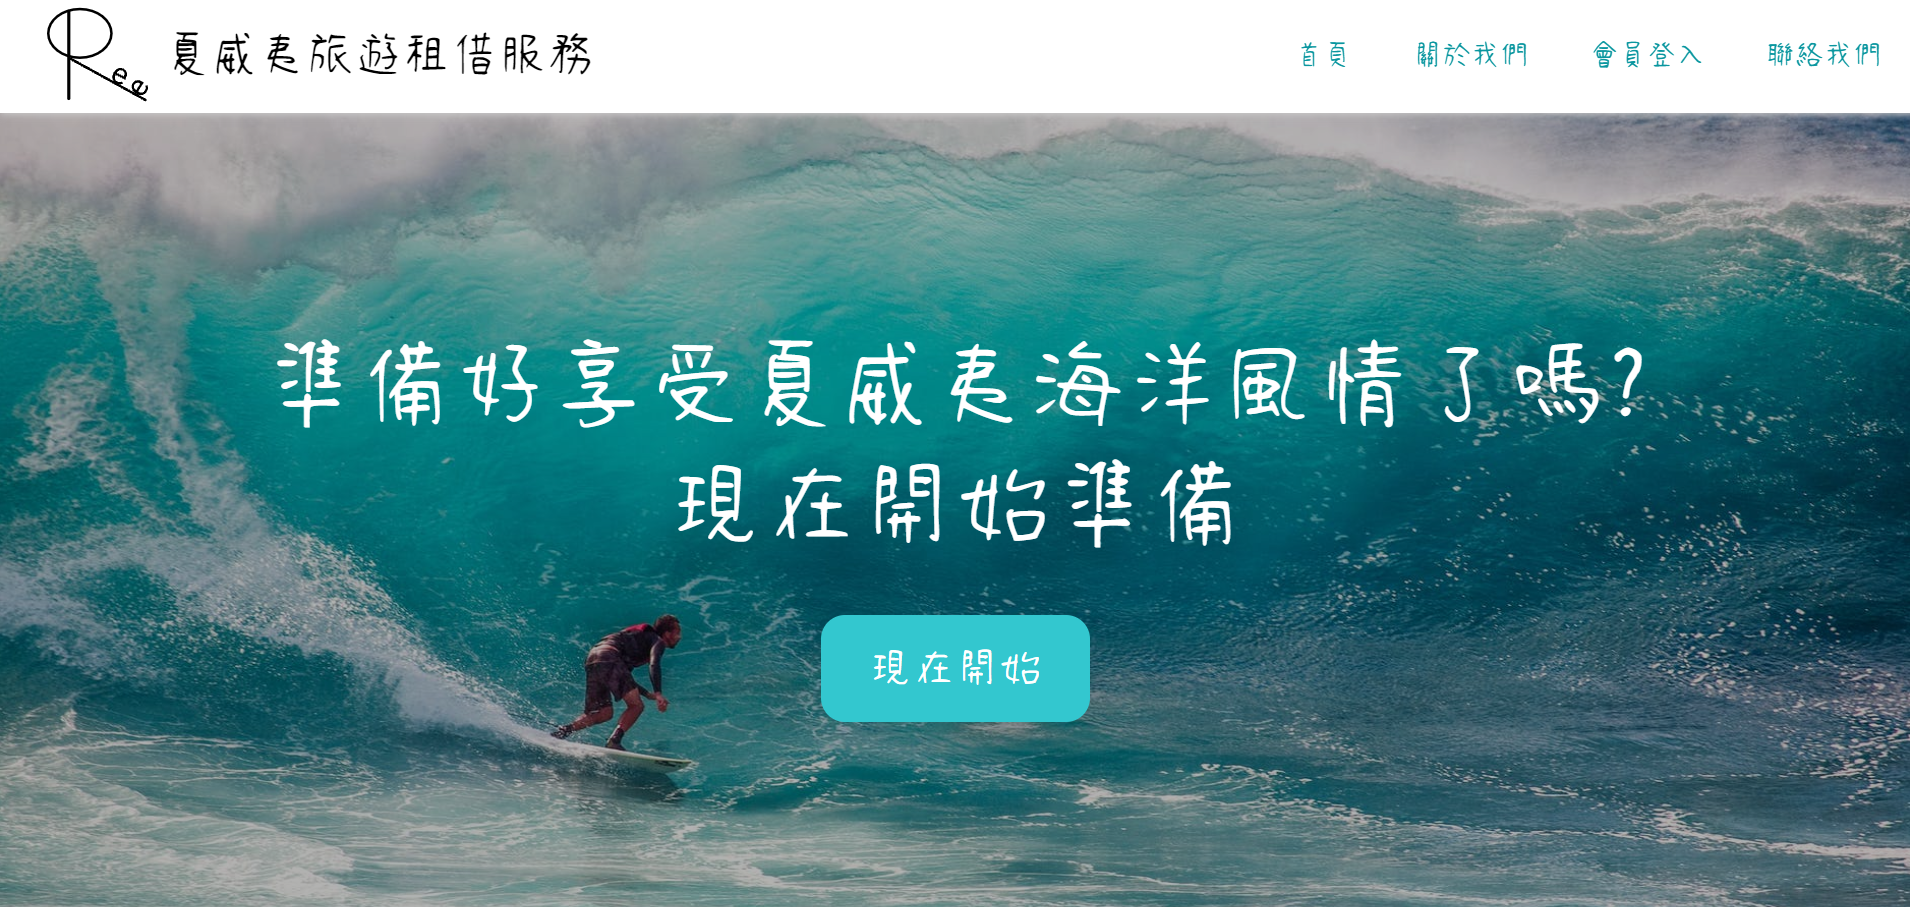 Ree
夏威夷旅遊租借服務
首頁
關於我們
會員登入
聯絡我們
準備好享受夏威夷海洋風情了嗎?
現在開始準備
現在開始